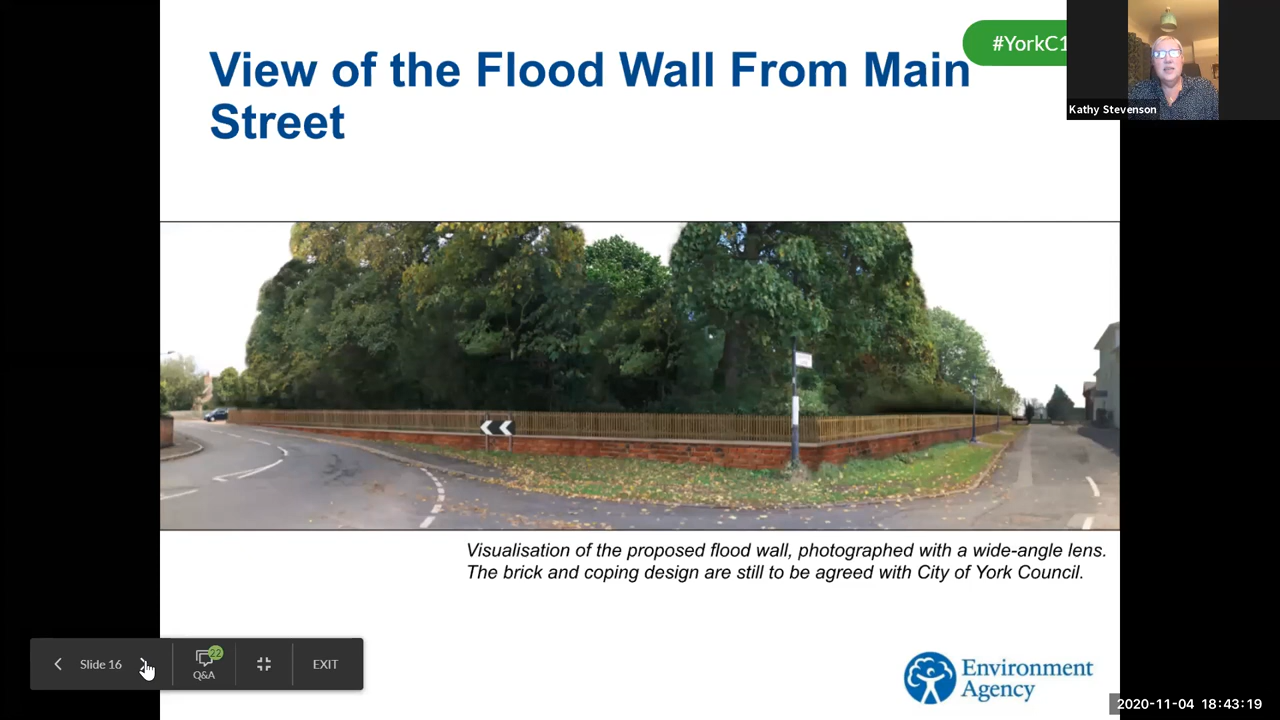 #YorkC1
View of the Flood Wall From Main
Street
Kathy Stevenson
Visualisation of the proposed flood wall, photographed with a wide-angle lens.
The brick and coping design are still to be agreed with City of York Council.
Slide 16
22
Q&A
EXIT
Environment
Agency
2020-11-04 18:43:19